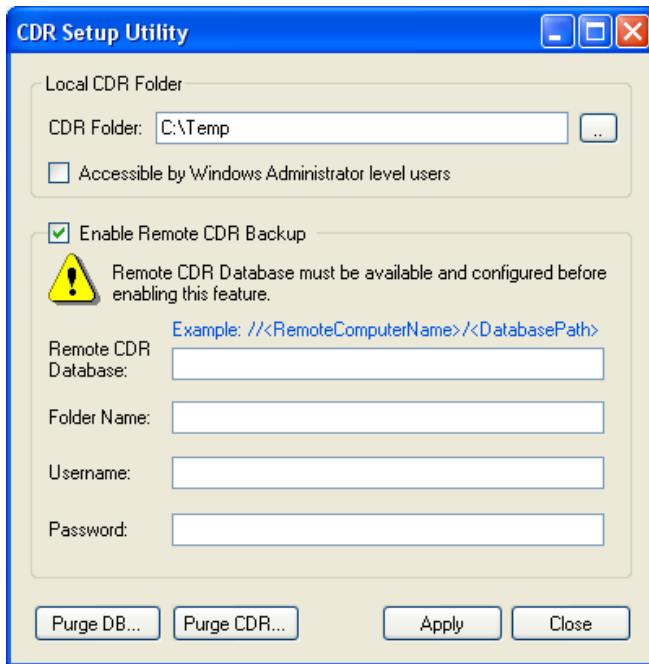 CDR Setup Utility
Local CDR Folder
CDR Folder: C:\Temp ..
Accessible by Windows Administrator level users
Enable Remote CDR Backup
Remote CDR Database must be available and configured before
enabling this feature.
Example: //<RemoteComputerName>/<DatabasePath>
Remote CDR
Database:
Folder Name:
Username:
Password:
Purge DB... Purge CDR... Apply Close